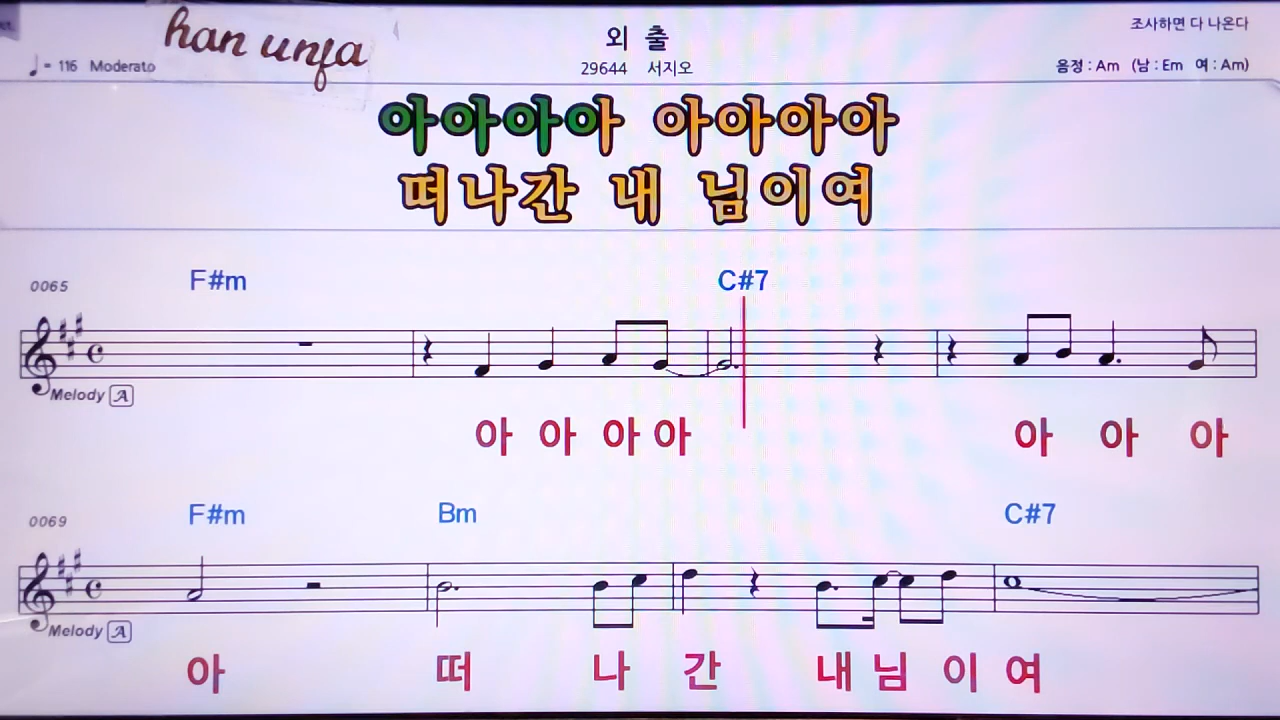 han unfa
외 출
조사하면 다 나온다
♩= 116 Moderato
29644 서지오
음정 : Am (남 : Em 여 : Am)
아아아아 아아아아
떠나간 내 님이여
0065 F#m C#7
Melody A
아 아 아 아 아 아 아
0069 F#m Bm C#7
Melody A
아 떠 나 간 내 님 이 여